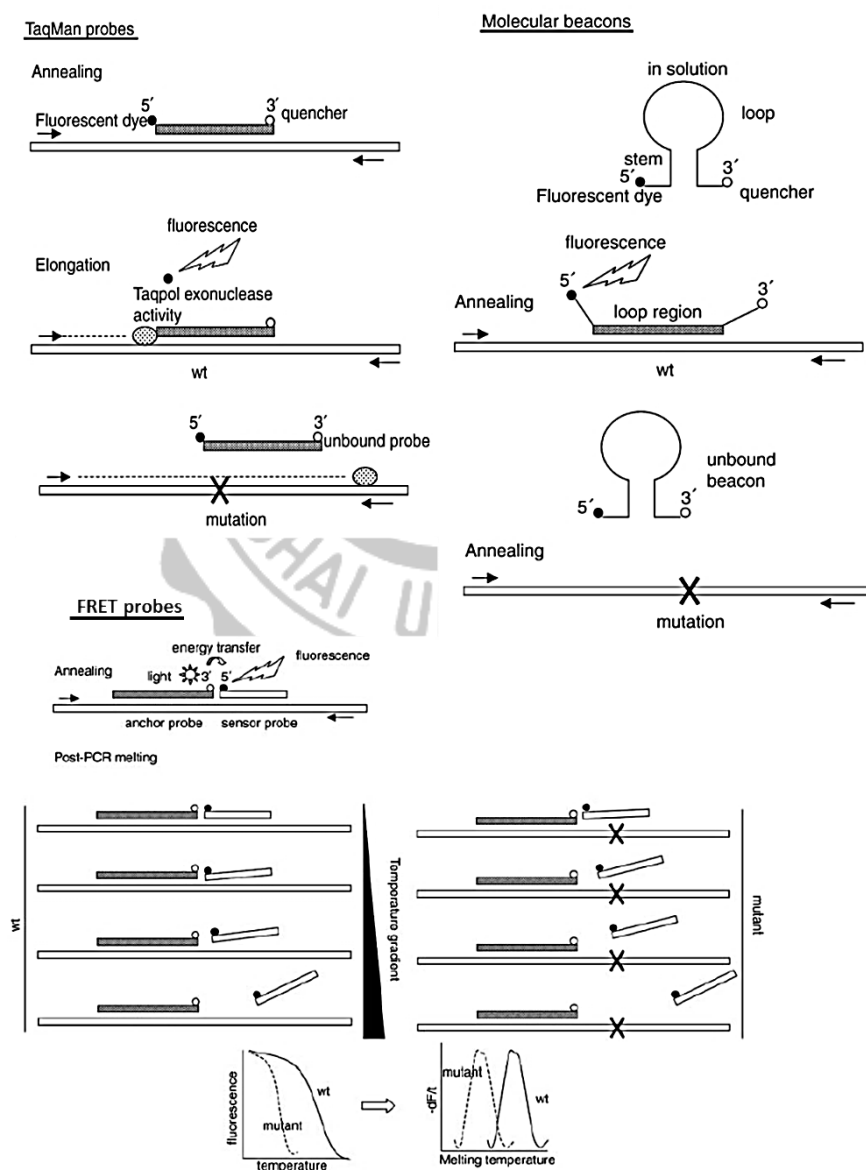 TaqMan probes
Annealing
5′ 3′
Fluorescent dye quencher
fluorescence
Elongation
Taqpol exonuclease
activity
wt
5′ 3′
unbound probe
mutation
Molecular beacons
in solution
loop
stem
5′ 3′
Fluorescent dye quencher
fluorescence
5′ 3′
Annealing
loop region
wt
unbound
beacon
5′ 3′
Annealing
mutation
HAI U
FRET probes
energy transfer
fluorescence
Annealing light 3′ 5′
anchor probe sensor probe
Post-PCR melting
wt
Temperature gradient
mutant
fluorescence
wt
mutant
temperature
-dF/t
mutant
wt
Melting temperature